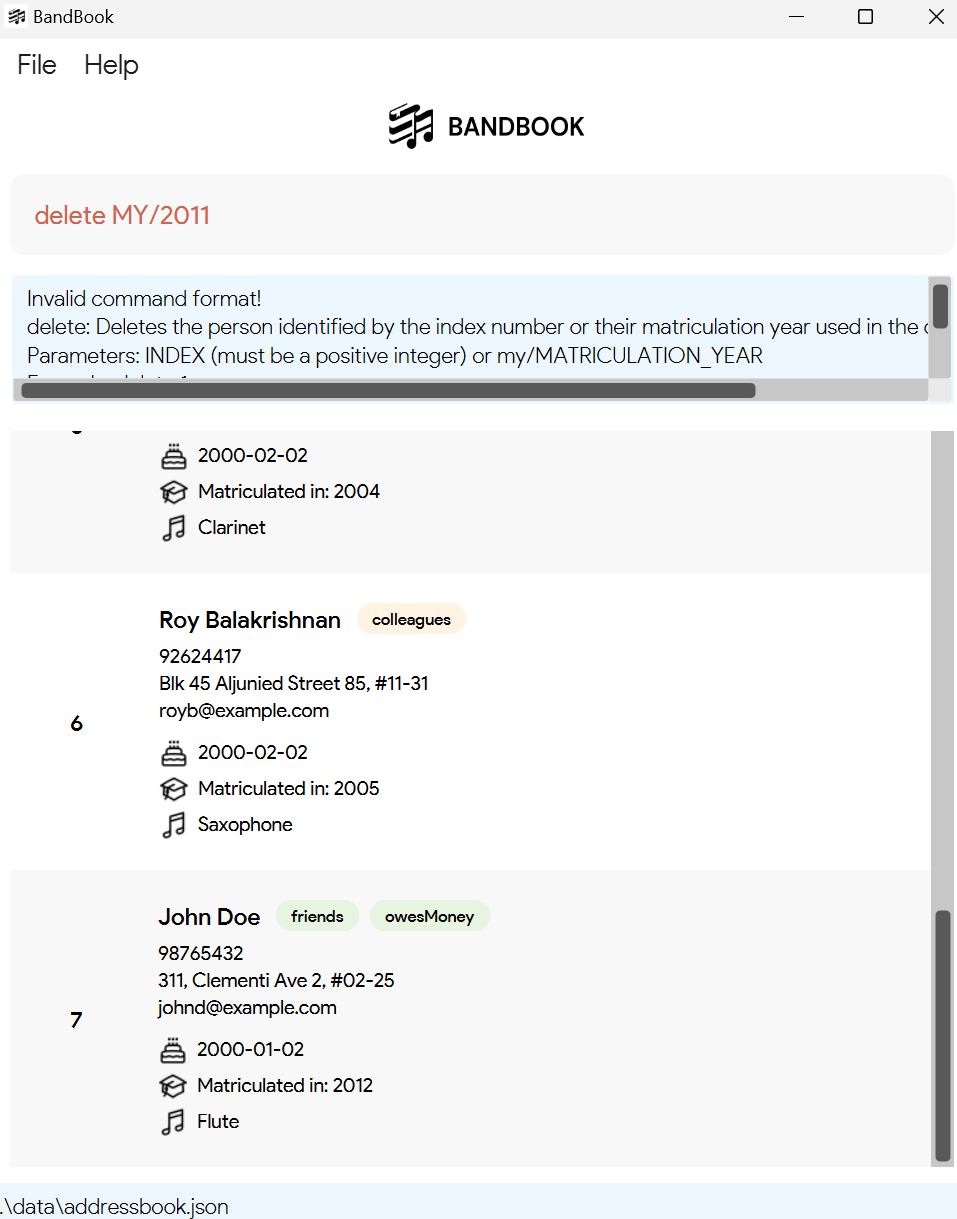 BandBook
File Help
BANDBOOK
delete MY/2011
Invalid command format!
delete: Deletes the person identified by the index number or their matriculation year used in the
Parameters: INDEX (must be a positive integer) or my/MATRICULATION_YEAR
2000-02-02
Matriculated in: 2004
Clarinet
6
Roy Balakrishnan colleagues
92624417
Blk 45 Aljunied Street 85, #11-31
royb@example.com
2000-02-02
Matriculated in: 2005
Saxophone
7
John Doe friends owesMoney
98765432
311, Clementi Ave 2, #02-25
johnd@example.com
2000-01-02
Matriculated in: 2012
Flute
.\data\addressbook.json